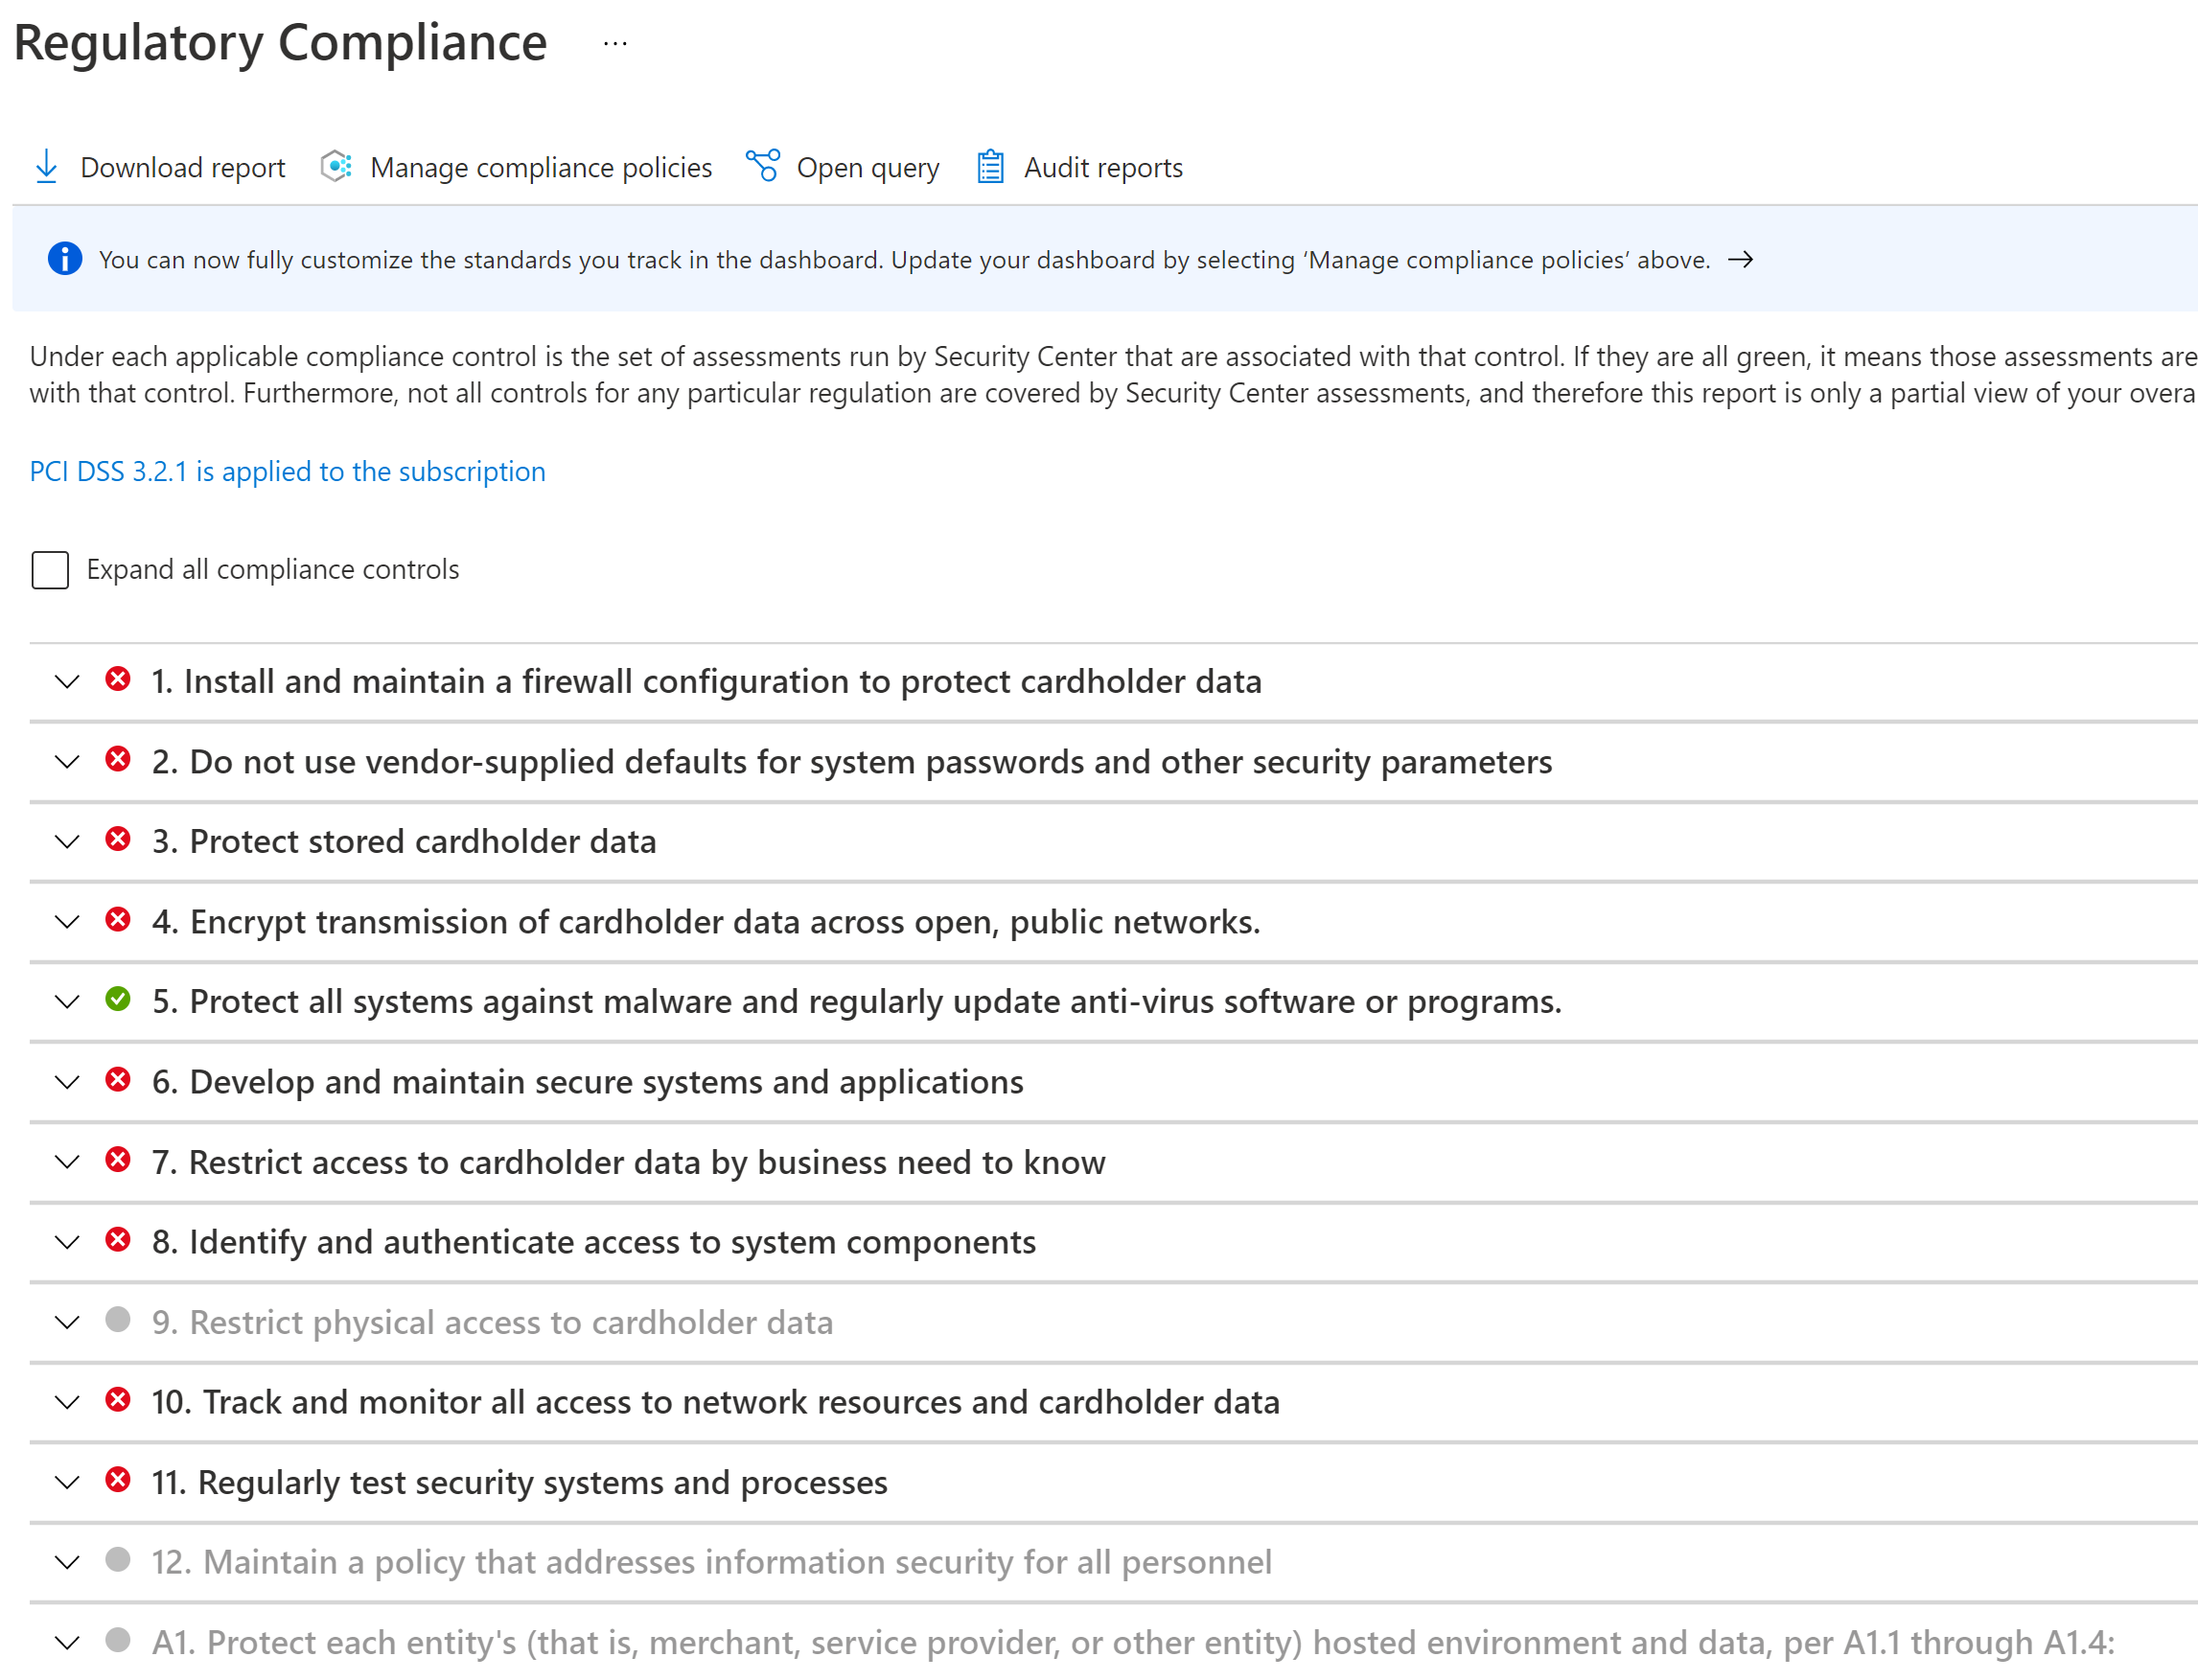 Regulatory Compliance ...
Download report Manage compliance policies Open query Audit reports
You can now fully customize the standards you track in the dashboard. Update your dashboard by selecting ‘Manage compliance policies’ above. →
Under each applicable compliance control is the set of assessments run by Security Center that are associated with that control. If they are all green, it means those assessments are
with that control. Furthermore, not all controls for any particular regulation are covered by Security Center assessments, and therefore this report is only a partial view of your overa
PCI DSS 3.2.1 is applied to the subscription
Expand all compliance controls
1. Install and maintain a firewall configuration to protect cardholder data
2. Do not use vendor-supplied defaults for system passwords and other security parameters
3. Protect stored cardholder data
4. Encrypt transmission of cardholder data across open, public networks.
5. Protect all systems against malware and regularly update anti-virus software or programs.
6. Develop and maintain secure systems and applications
7. Restrict access to cardholder data by business need to know
8. Identify and authenticate access to system components
9. Restrict physical access to cardholder data
10. Track and monitor all access to network resources and cardholder data
11. Regularly test security systems and processes
12. Maintain a policy that addresses information security for all personnel
A1. Protect each entity's (that is, merchant, service provider, or other entity) hosted environment and data, per A1.1 through A1.4: